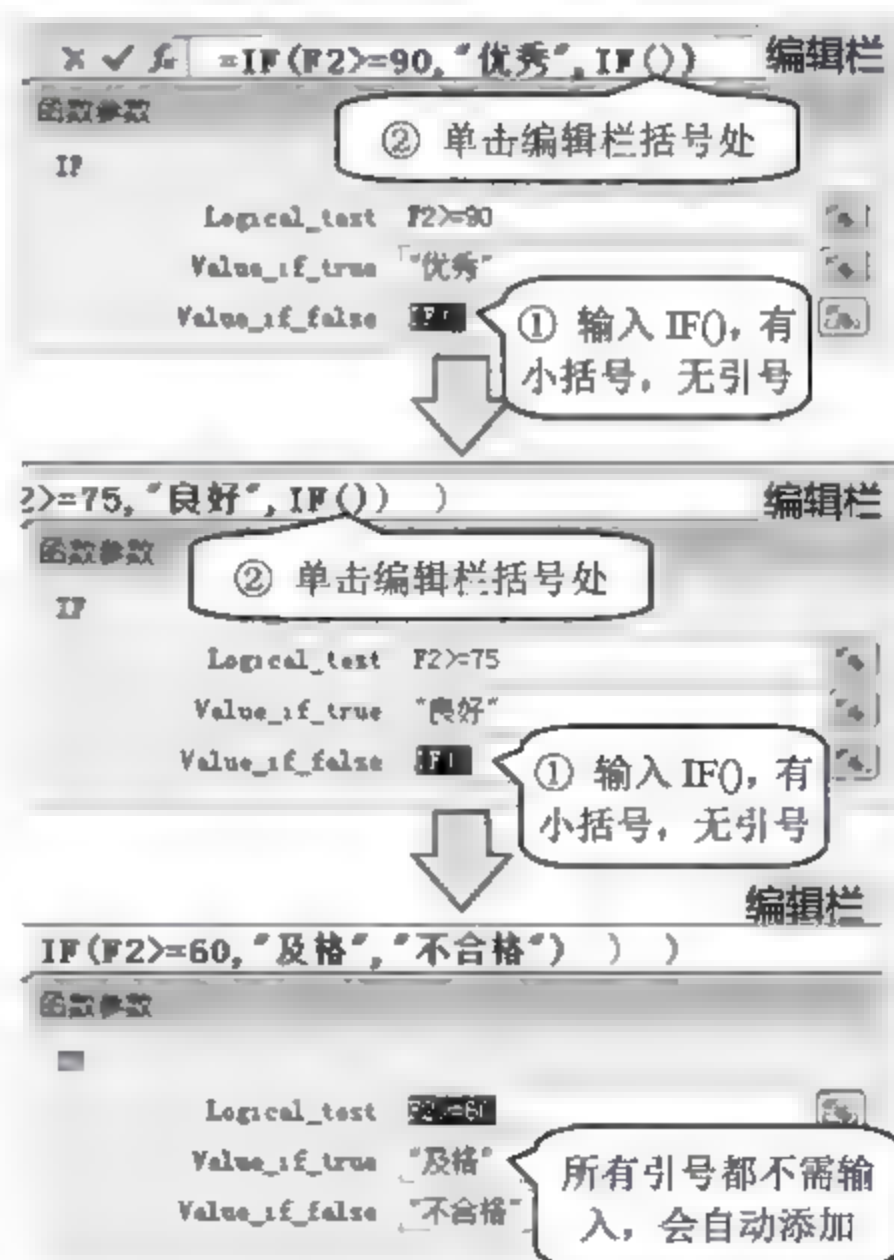 =IF(F2>=90,"优秀",IF()) 编辑栏
函数参数
② 单击编辑栏括号处
IF
Logical_test F2>=90
Value_if_true "优秀"
Value_if_false IF()
① 输入 IF(),有
小括号,无引号
2>=75,"良好",IF()) ) 编辑栏
函数参数
② 单击编辑栏括号处
IF
Logical_test F2>=75
Value_if_true "良好"
Value_if_false IF()
① 输入 IF(),有
小括号,无引号
编辑栏
IF(F2>=60,"及格","不合格") ) )
函数参数
Logical_test F2>=60
Value_if_true "及格"
Value_if_false "不合格"
所有引号都不需输
入,会自动添加